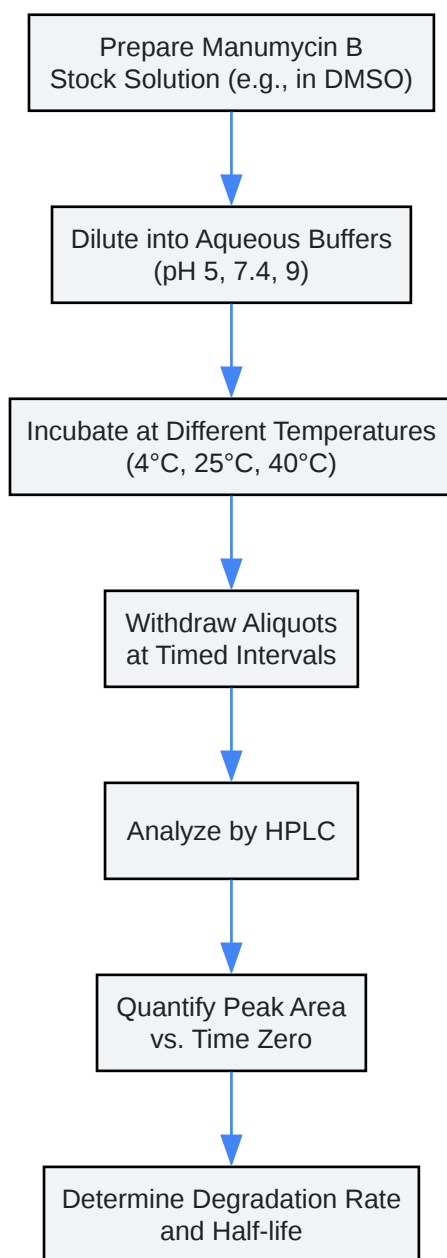 Prepare Manumycin B
Stock Solution (e.g., in DMSO)
Dilute into Aqueous Buffers
(pH 5, 7.4, 9)
Incubate at Different Temperatures
(4°C, 25°C, 40°C)
Withdraw Aliquots
at Timed Intervals
Analyze by HPLC
Quantify Peak Area
vs. Time Zero
Determine Degradation Rate
and Half-life